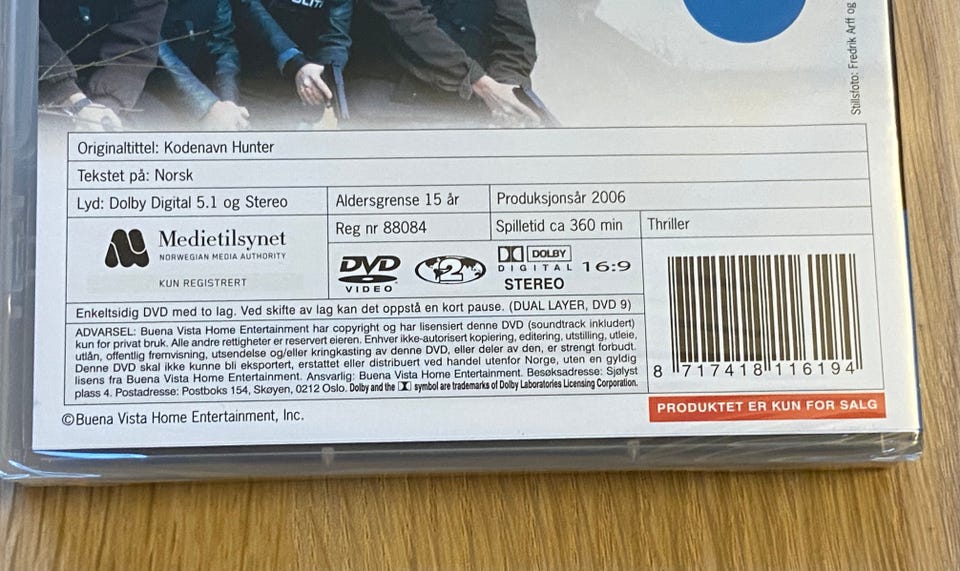 POLITI
Stillsfoto: Fredrik Arff og
Originaltittel: Kodenavn Hunter
Tekstet på: Norsk
Lyd: Dolby Digital 5.1 og Stereo
Aldersgrense 15 år
Produksjonsår 2006
Reg nr 88084
Spilletid ca 360 min
Thriller
Medietilsynet
NORWEGIAN MEDIA AUTHORITY
KUN REGISTRERT
DVD
VIDEO
2
DOLBY
DIGITAL
STEREO
16:9
Enkeltsidig DVD med to lag. Ved skifte av lag kan det oppstå en kort pause. (DUAL LAYER, DVD 9)
ADVARSEL: Buena Vista Home Entertainment har copyright og har lisensiert denne DVD (soundtrack inkludert)
kun for privat bruk. Alle andre rettigheter er reservert eieren. Enhver ikke-autorisert kopiering, editering, utstilling, utleie,
utlån, offentlig fremvisning, utsendelse og/eller kringkasting av denne DVD, eller deler av den, er strengt forbudt.
Denne DVD skal ikke kunne bli eksportert, erstattet eller distribuert ved handel utenfor Norge, uten en gyldig
lisens fra Buena Vista Home Entertainment. Ansvarlig: Buena Vista Home Entertainment. Besøksadresse: Sjølyst
plass 4. Postadresse: Postboks 154, Skøyen, 0212 Oslo. Dolby and the symbol are trademarks of Dolby Laboratories Licensing Corporation.
8 717418 116194
PRODUKTET ER KUN FOR SALG
©Buena Vista Home Entertainment, Inc.